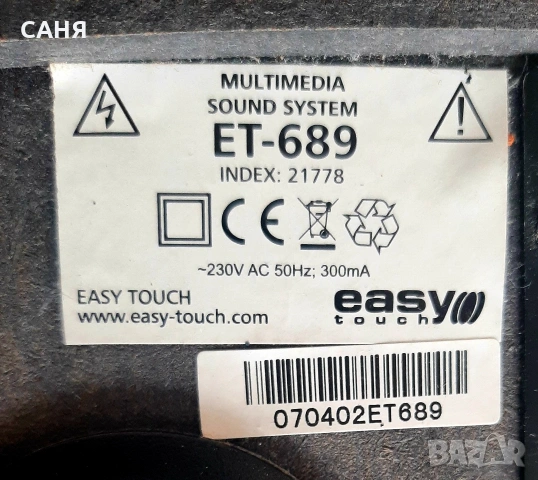 САНЯ
MULTIMEDIA
SOUND SYSTEM
ET-689
INDEX: 21778
CE
~230V AC 50Hz; 300mA
EASY TOUCH
www.easy-touch.com
easy
touch
070402ET689
BAZAR